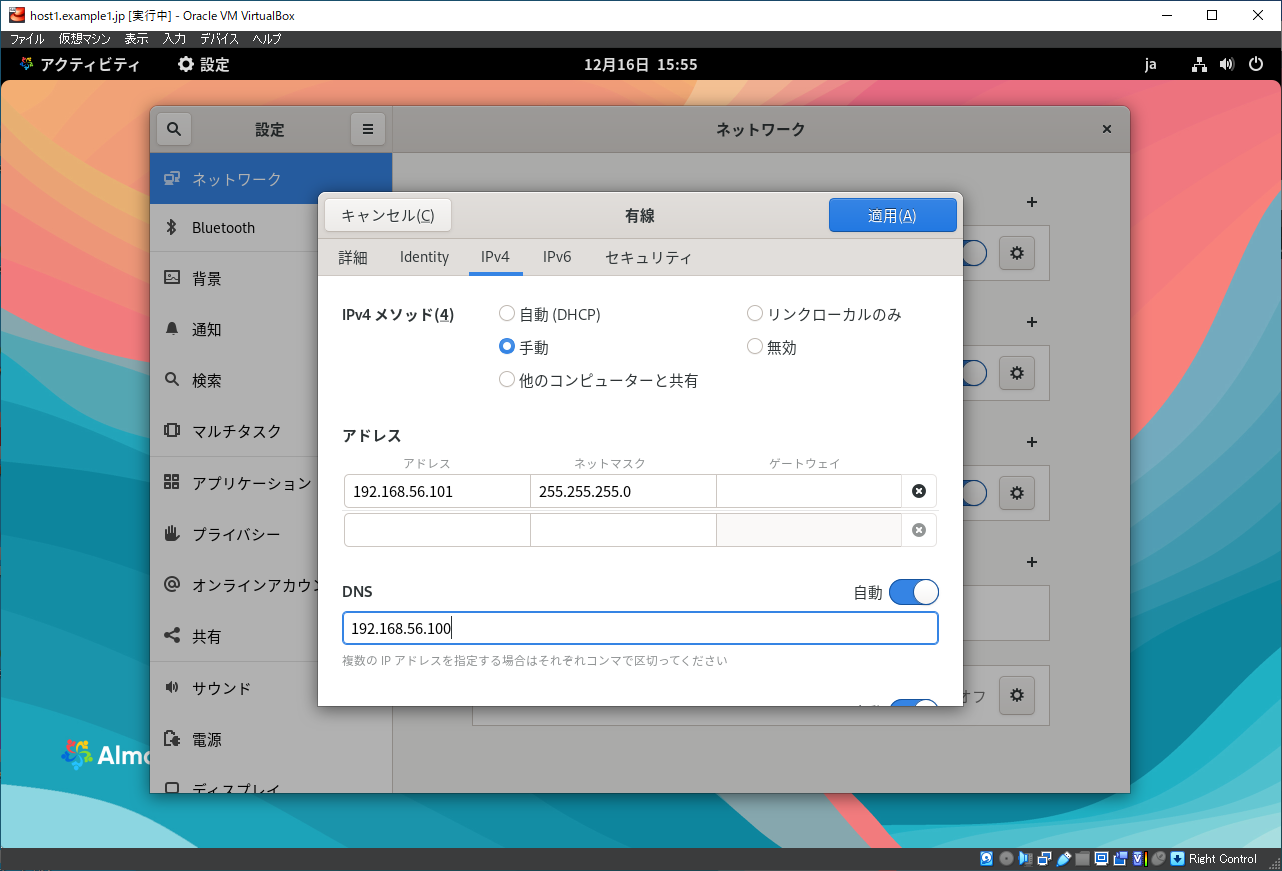 host1.example1.jp [実行中] - Oracle VM VirtualBox
ファイル 仮想マシン 表示 入力 デバイス ヘルプ
アクティビティ 設定 12月16日 15:55 ja
設定 ネットワーク
ネットワーク
Bluetooth
背景
通知
検索
マルチタスク
アプリケーション
プライバシー
オンラインアカウン
共有
サウンド
電源
ディスプレイ
キャンセル(C) 有線 適用(A)
詳細 Identity IPv4 IPv6 セキュリティ
IPv4 メソッド(4) 自動 (DHCP) リンクローカルのみ
手動 無効
他のコンピューターと共有
アドレス
アドレス ネットマスク ゲートウェイ
192.168.56.101 255.255.255.0
DNS 自動
192.168.56.100
複数の IP アドレスを指定する場合はそれぞれコンマで区切ってください
オフ
Alm
Right Control